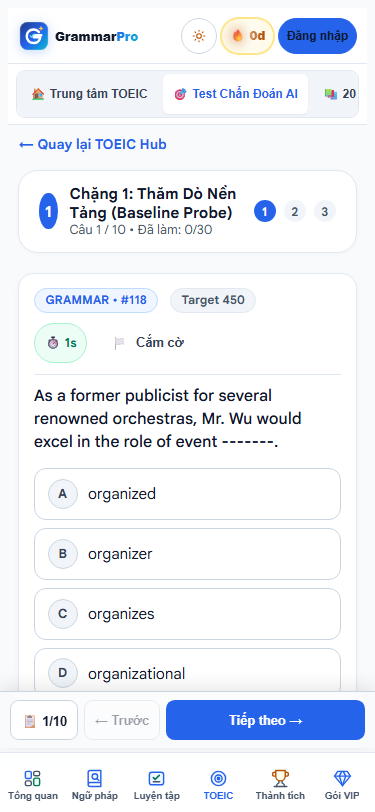 GrammarPro
0đ
Đăng nhập
Trung tâm TOEIC
Test Chẩn Đoán AI
20
← Quay lại TOEIC Hub
1
Chặng 1: Thăm Dò Nền
Tảng (Baseline Probe)
Câu 1 / 10 • Đã làm: 0/30
1 2 3
GRAMMAR • #118
Target 450
1s
Cắm cờ
As a former publicist for several
renowned orchestras, Mr. Wu would
excel in the role of event -------.
A organized
B organizer
C organizes
D organizational
1/10
← Trước
Tiếp theo →
Tổng quan
Ngữ pháp
Luyện tập
TOEIC
Thành tích
Gói VIP